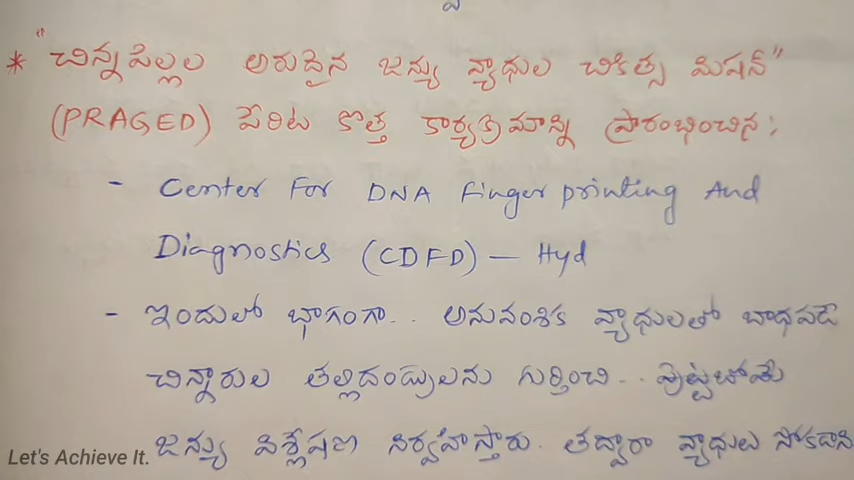 * "చిన్నపిల్లల అరుదైన జన్యు వ్యాధుల చికిత్స మిషన్"
(PRAGED) పేరిట కొత్త కార్యక్రమాన్ని ప్రారంభించిన :
- Center For DNA Finger printing And
Diagnostics (CDFD) – Hyd
- ఇందులో భాగంగా.. అనువంశిక వ్యాధులతో బాధపడే
చిన్నారుల తల్లిదండ్రులను గుర్తించి.. పుట్టబోయే
జన్యు విశ్లేషణ నిర్వహిస్తారు. తద్వారా వ్యాధులు సోకడాని
Let's Achieve It.